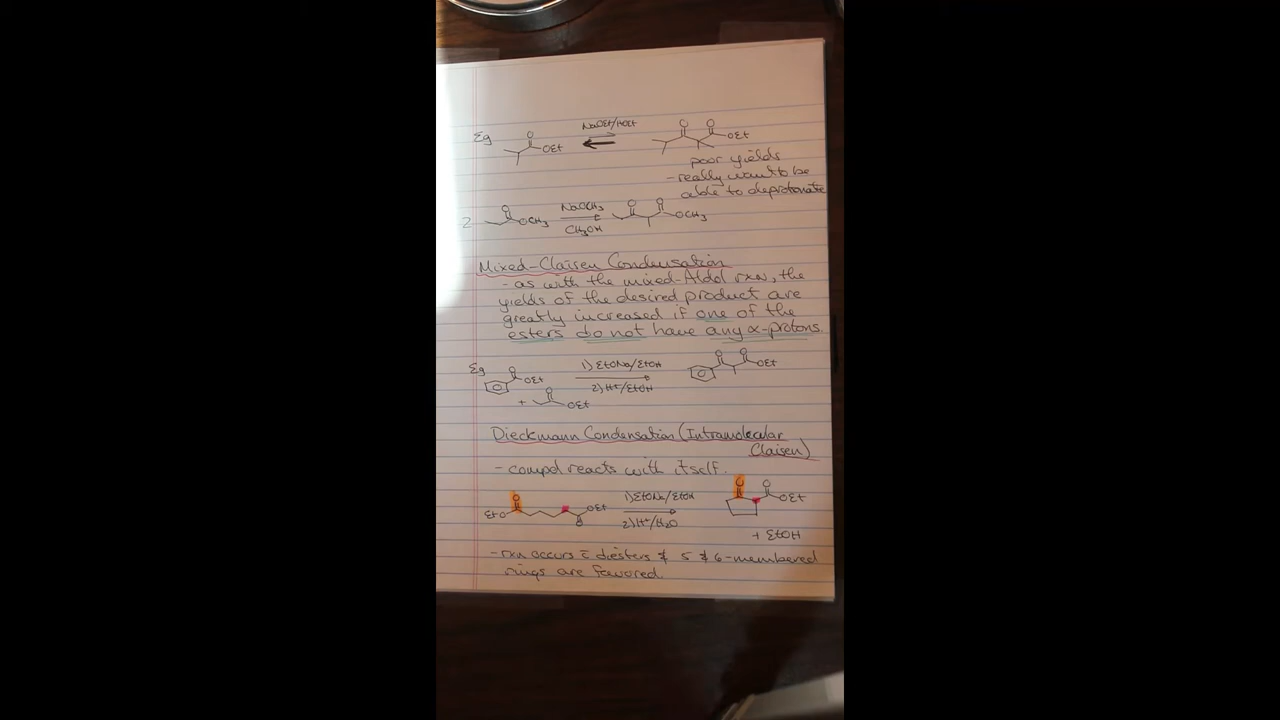 Eg
O
OEt
NaOEt/HOEt
O O
OEt
poor yields
- really want to be
able to deprotonate
2
O
OCH3
NaOCH3
CH3OH
O O
OCH3
Mixed-Claisen Condensation
- as with the mixed-Aldol rxn, the
yields of the desired product are
greatly increased if one of the
esters do not have any α-protons.
Eg
O
OEt
+
O
OEt
1) EtONa/EtOH
2) H+/EtOH
O O
OEt
Dieckmann Condensation (Intramolecular
Claisen)
- compd reacts with itself.
O
EtO
OEt
O
1) EtONa/EtOH
2) H+/H2O
O O
OEt
+ EtOH
- rxn occurs c̄ diesters & 5 & 6-membered
rings are favored.